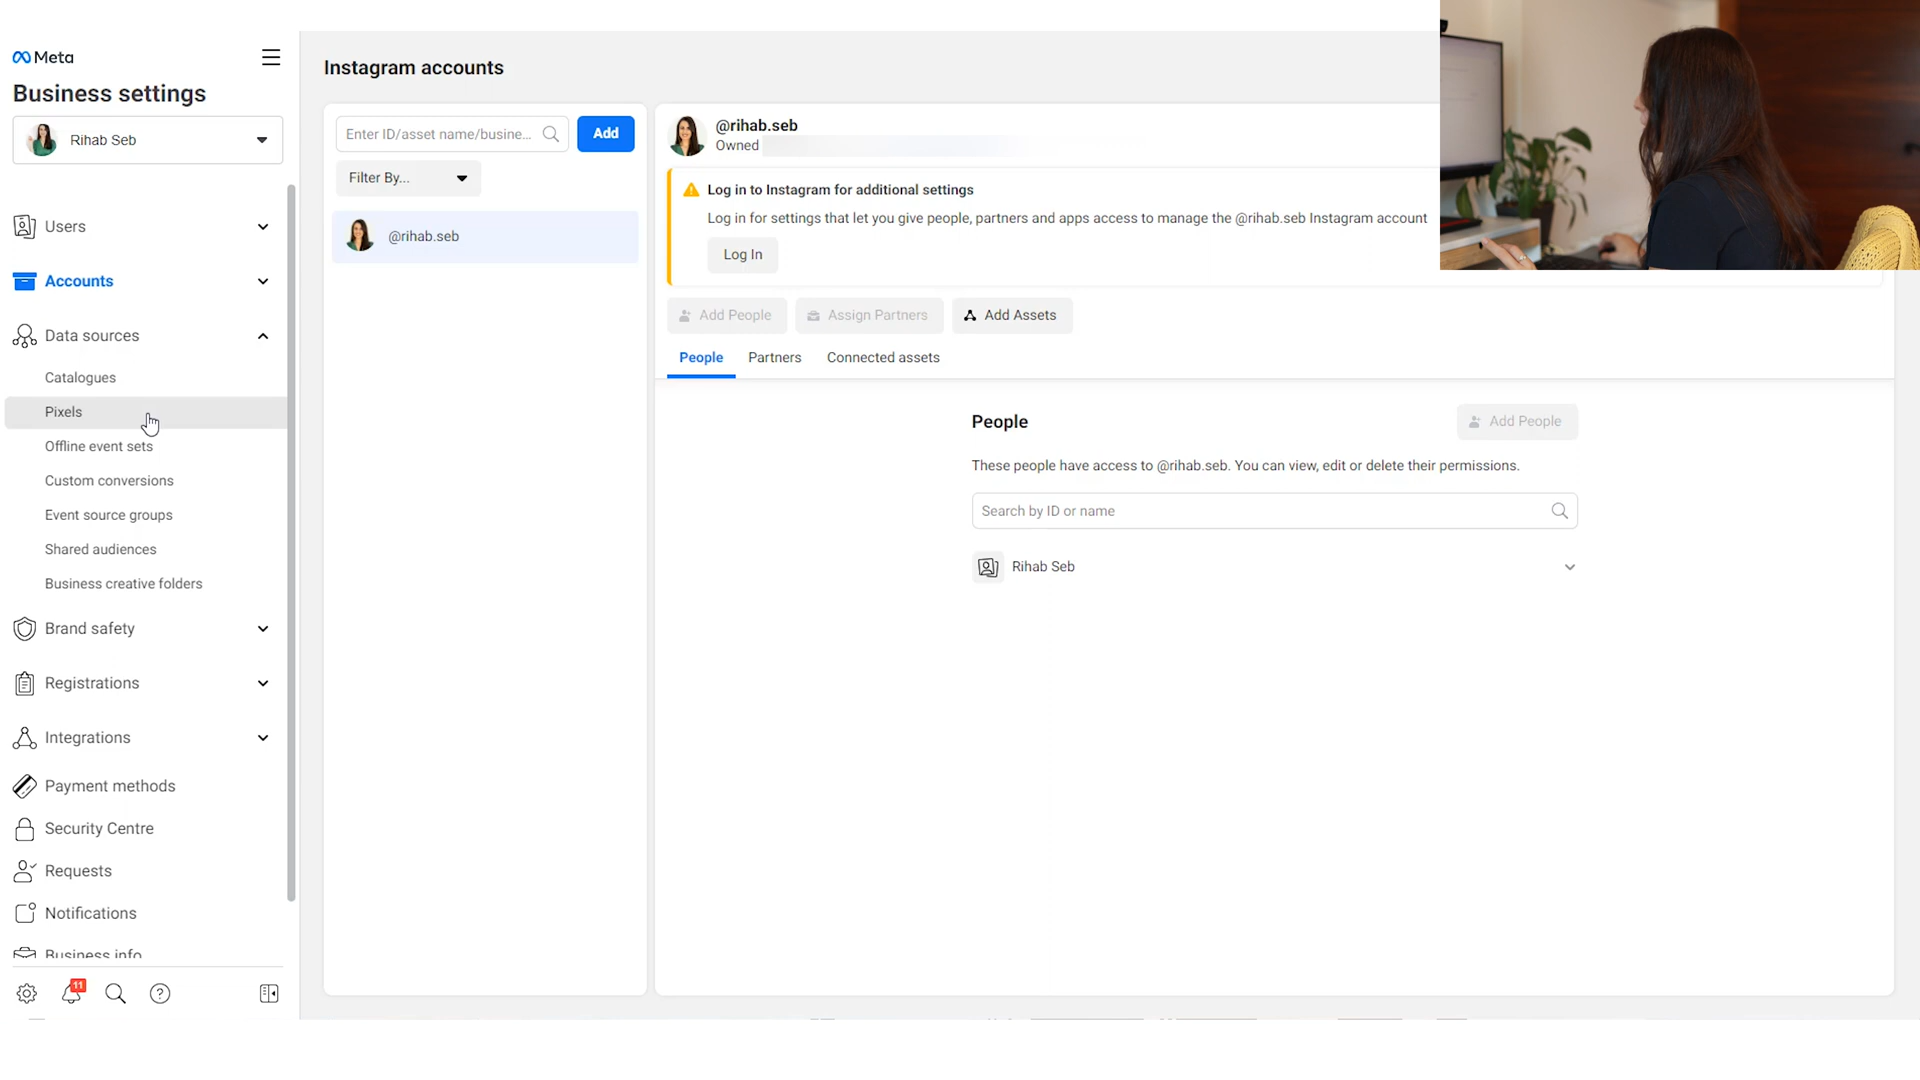 Meta
Business settings
Rihab Seb
Users
Accounts
Data sources
Catalogues
Pixels
Offline event sets
Custom conversions
Event source groups
Shared audiences
Business creative folders
Brand safety
Registrations
Integrations
Payment methods
Security Centre
Requests
Notifications
Business info
11
Instagram accounts
Enter ID/asset name/busine...
Add
Filter By...
@rihab.seb
@rihab.seb
Owned
Log in to Instagram for additional settings
Log in for settings that let you give people, partners and apps access to manage the @rihab.seb Instagram account
Log In
Add People
Assign Partners
Add Assets
People
Partners
Connected assets
People
Add People
These people have access to @rihab.seb. You can view, edit or delete their permissions.
Search by ID or name
Rihab Seb